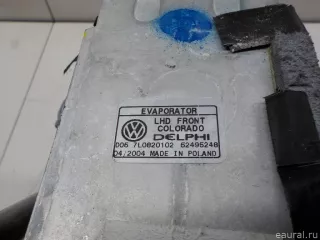 EVAPORATOR
LHD FRONT
COLORADO
DELPHI
006 7L0820102 62495248
04/2004 MADE IN POLAND
eaural.ru